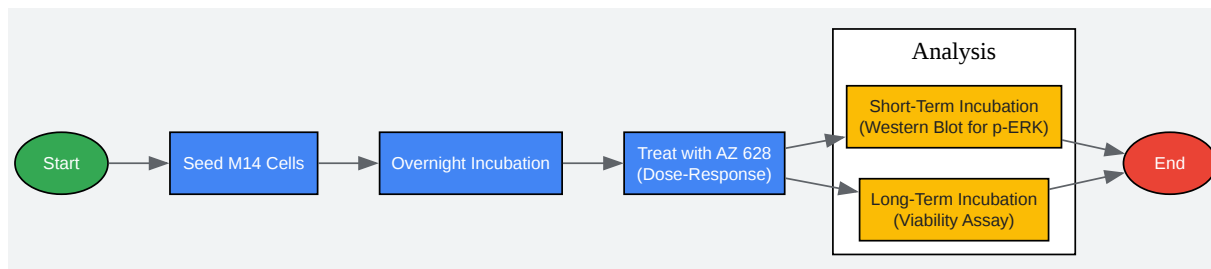 Start
Seed M14 Cells
Overnight Incubation
Treat with AZ 628
(Dose-Response)
Analysis
Short-Term Incubation
(Western Blot for p-ERK)
Long-Term Incubation
(Viability Assay)
End